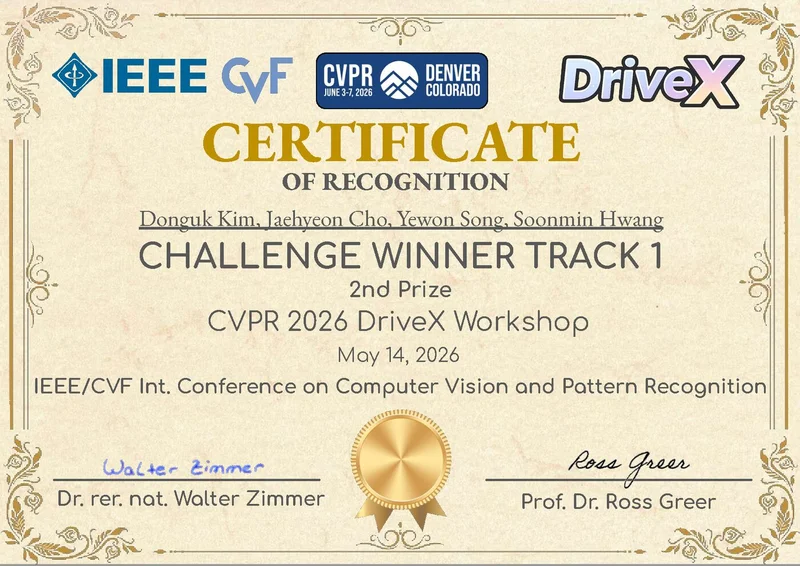 IEEE CVF
CVPR
JUNE 3-7, 2026
DENVER
COLORADO
DriveX
CERTIFICATE
OF RECOGNITION
Donguk Kim, Jaehyeon Cho, Yewon Song, Soonmin Hwang
CHALLENGE WINNER TRACK 1
2nd Prize
CVPR 2026 DriveX Workshop
May 14, 2026
IEEE/CVF Int. Conference on Computer Vision and Pattern Recognition
Walter Zimmer
Dr. rer. nat. Walter Zimmer
Ross Greer
Prof. Dr. Ross Greer